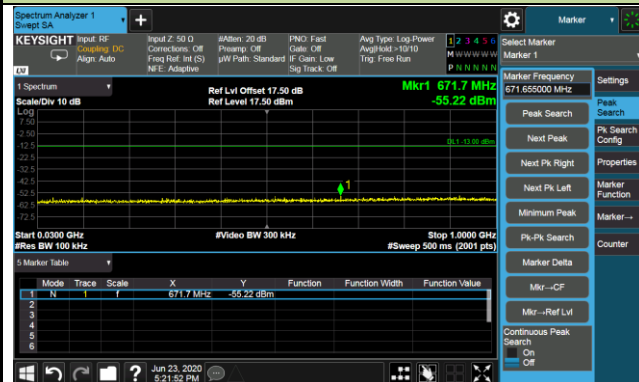 Spectrum Analyzer 1
Swept SA
+
Marker
KEYSIGHT
Input: RF
Coupling: DC
Align: Auto
Input Z: 50 Ω
Corrections: Off
Freq Ref: Int (S)
NFE: Adaptive
#Atten: 20 dB
Preamp: Off
µW Path: Standard
PNO: Fast
Gate: Off
IF Gain: Low
Sig Track: Off
Avg Type: Log-Power
Avg|Hold:>10/10
Trig: Free Run
1 2 3 4 5 6
M W W W W W
P N N N N N
LXI
Select Marker
Marker 1
1 Spectrum
Scale/Div 10 dB
Log
Ref Lvl Offset 17.50 dB
Ref Level 17.50 dBm
Mkr1 671.7 MHz
-55.22 dBm
7.50
-2.50
-12.5
-22.5
-32.5
-42.5
-52.5
-62.5
-72.5
DL1 -13.00 dBm
1
Start 0.0300 GHz
#Res BW 100 kHz
#Video BW 300 kHz
Stop 1.0000 GHz
#Sweep 500 ms (2001 pts)
5 Marker Table
Mode Trace Scale X Y Function Function Width Function Value
1 N 1 f 671.7 MHz -55.22 dBm
2
3
4
5
6
Marker Frequency
671.655000 MHz
Peak Search
Next Peak
Next Pk Right
Next Pk Left
Minimum Peak
Pk-Pk Search
Marker Delta
Mkr→CF
Mkr→Ref Lvl
Continuous Peak
Search
On
Off
Settings
Peak
Search
Pk Search
Config
Properties
Marker
Function
Marker→
Counter
?
Jun 23, 2020
5:21:52 PM